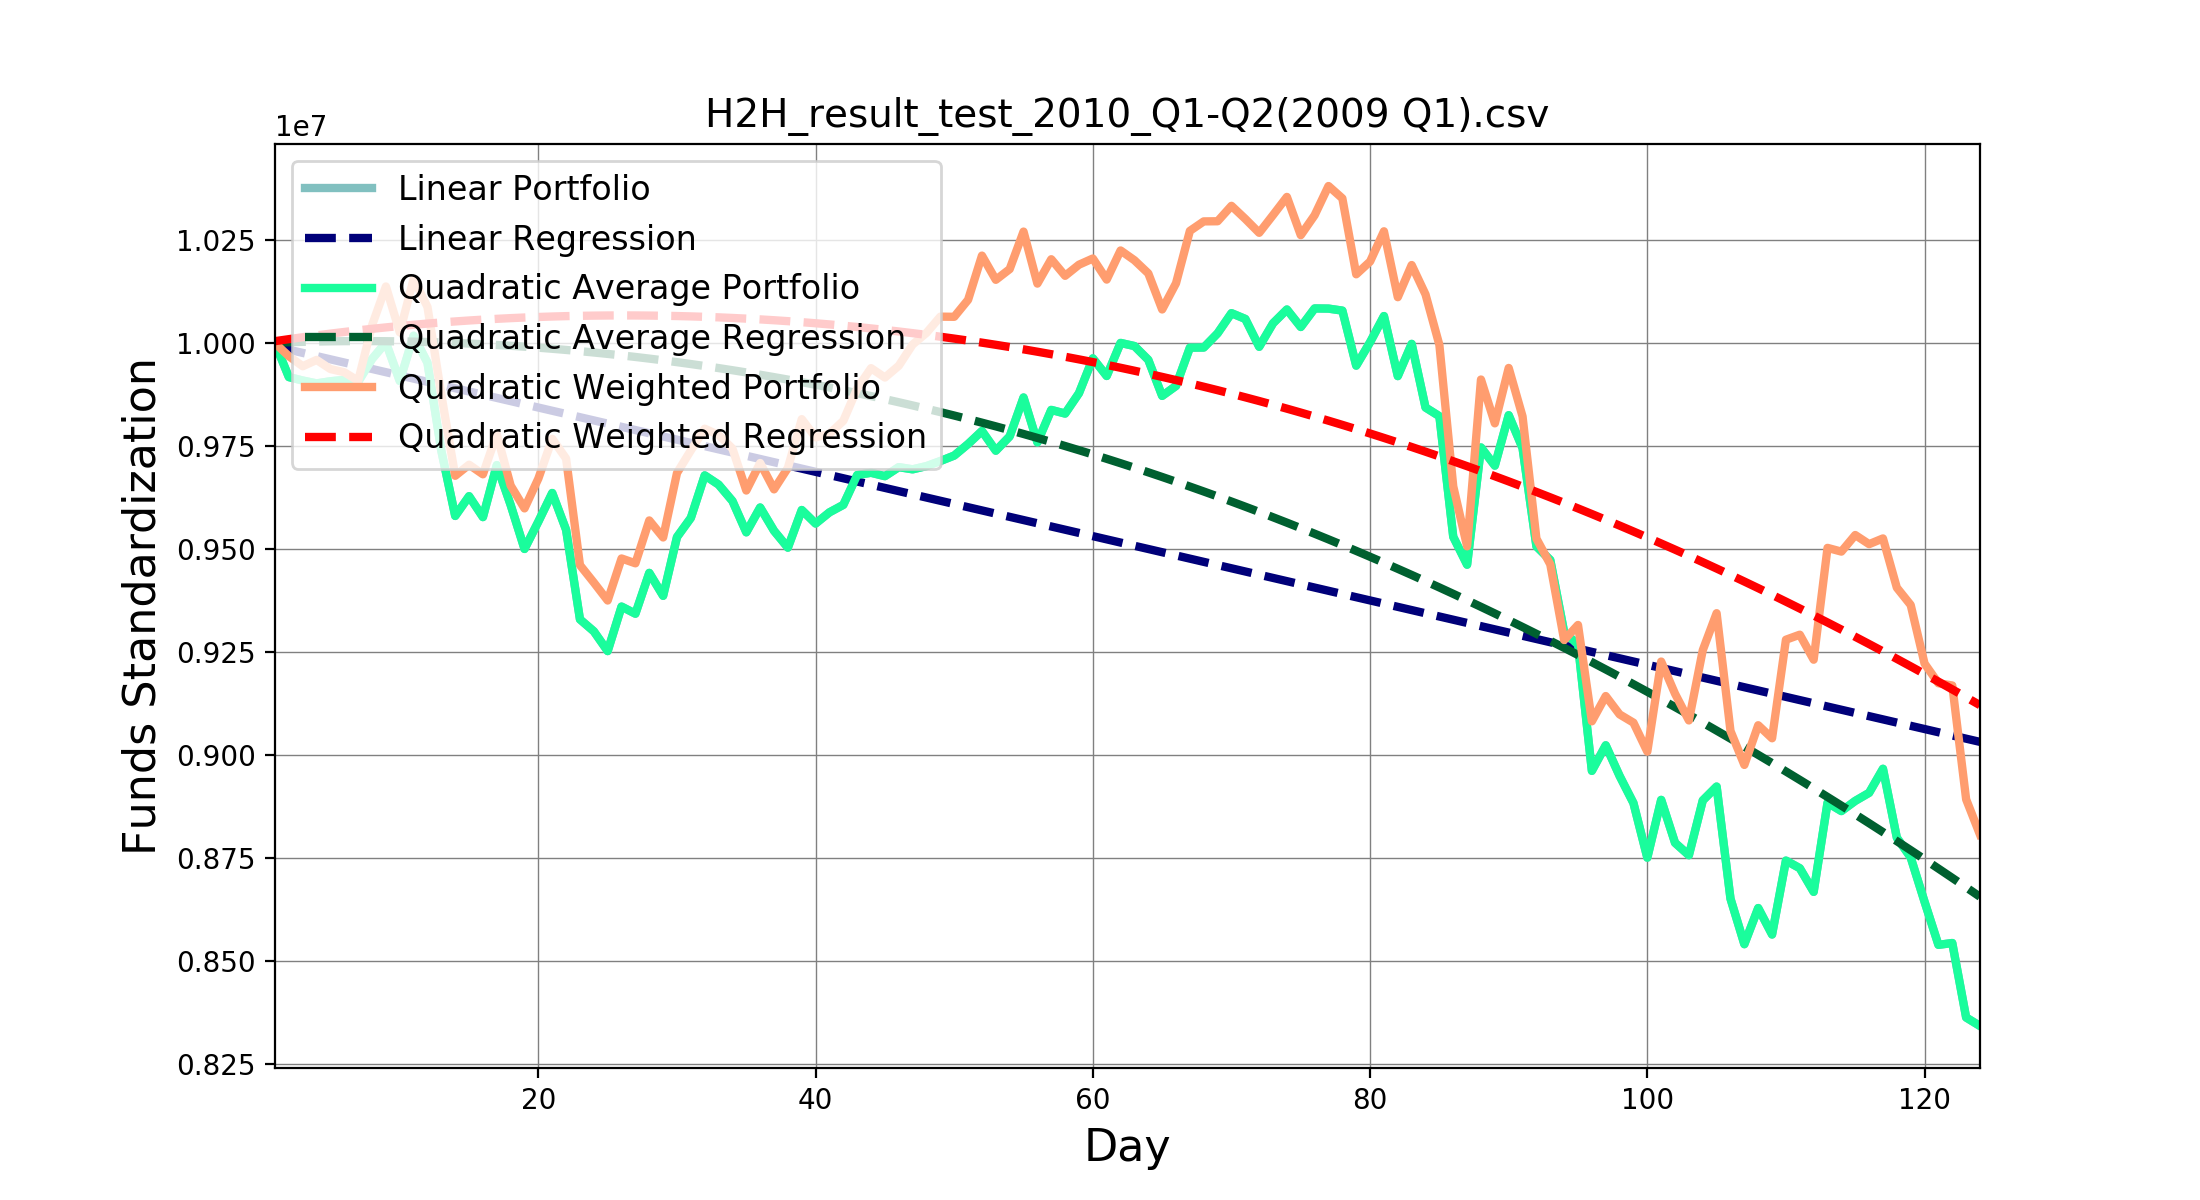 H2H_result_test_2010_Q1-Q2(2009 Q1).csv
1e7
Linear Portfolio
Linear Regression
Quadratic Average Portfolio
Quadratic Average Regression
Quadratic Weighted Portfolio
Quadratic Weighted Regression
1.025
1.000
0.975
0.950
0.925
0.900
0.875
0.850
0.825
Funds Standardization
20 40 60 80 100 120
Day